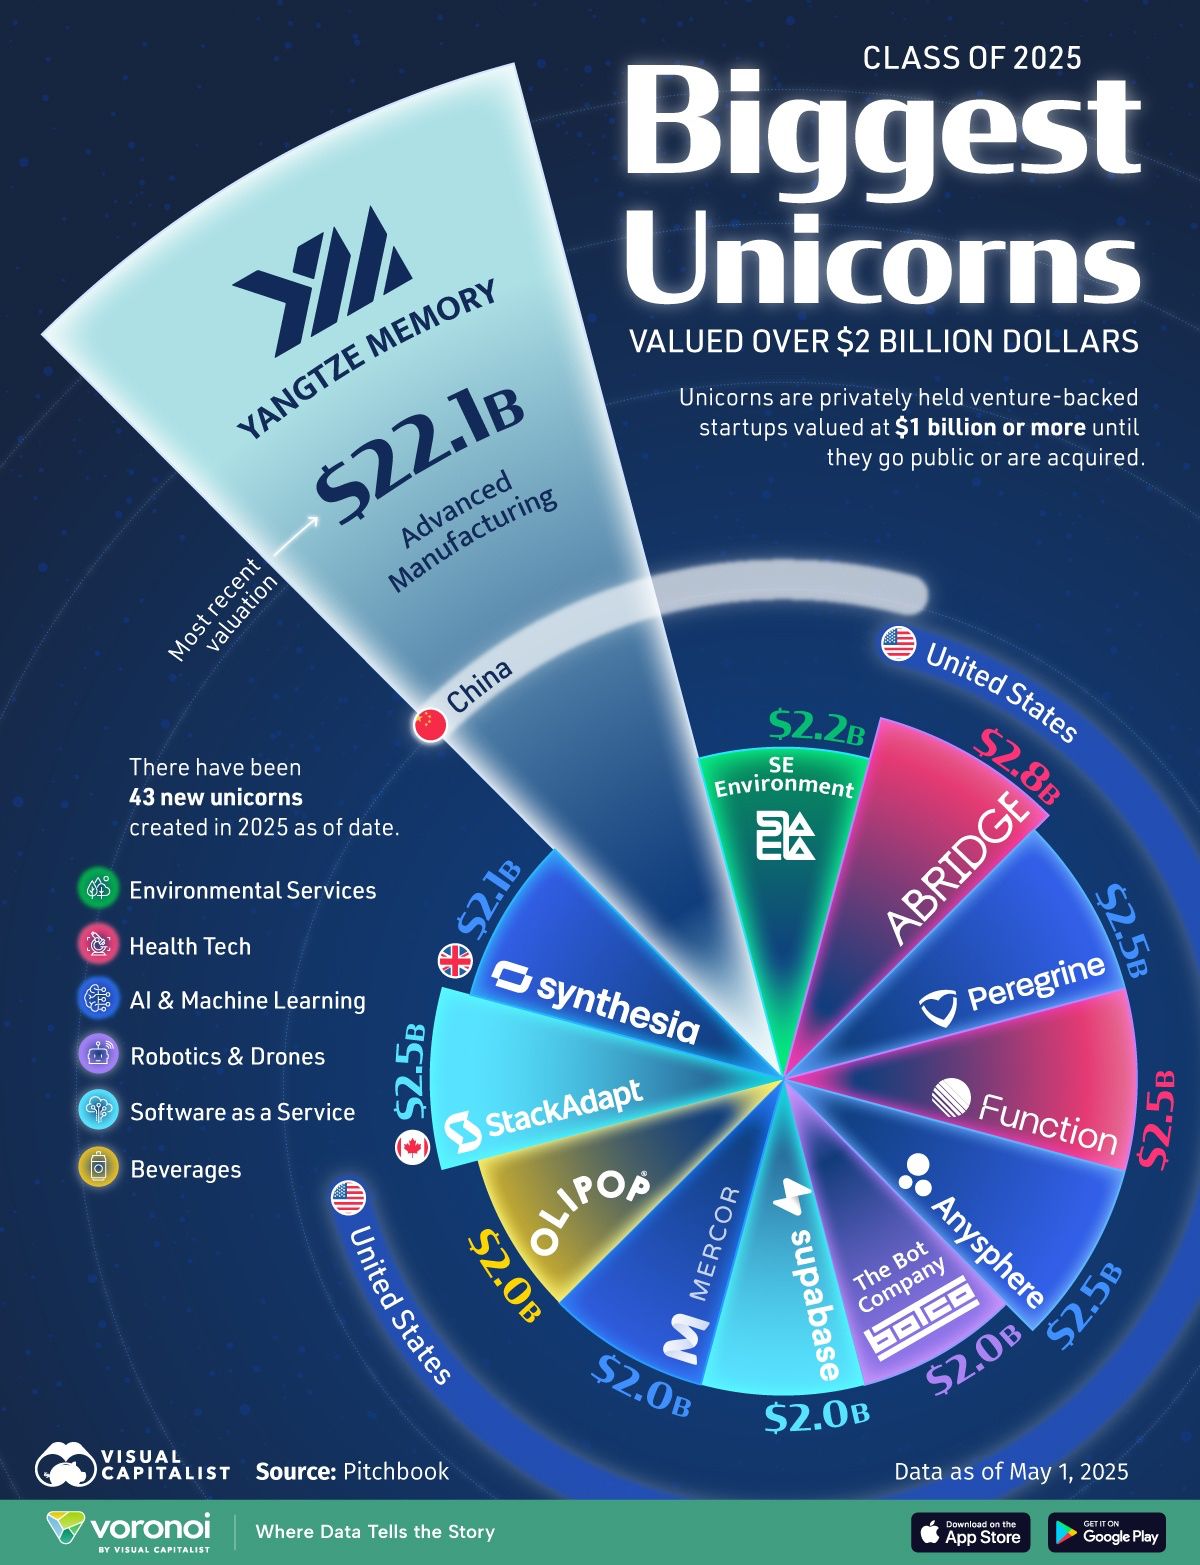 CLASS OF 2025
Biggest
Unicorns
VALUED OVER $2 BILLION DOLLARS
Unicorns are privately held venture-backed
startups valued at $1 billion or more until
they go public or are acquired.
YANGTZE MEMORY
$22.1B
Advanced
Manufacturing
Most recent
valuation
China
United States
There have been
43 new unicorns
created in 2025 as of date.
Environmental Services
Health Tech
AI & Machine Learning
Robotics & Drones
Software as a Service
Beverages
$2.2B
SE
Environment
$2.8B
ABRIDGE
$2.5B
Peregrine
$2.5B
Function
$2.5B
Anysphere
$2.0B
The Bot
Company
botco
$2.0B
supabase
$2.0B
MERCOR
$2.0B
OLIPOP®
$2.5B
StackAdapt
$2.1B
synthesia
United States
VISUAL
CAPITALIST
Source: Pitchbook
Data as of May 1, 2025
voronoi
BY VISUAL CAPITALIST
Where Data Tells the Story
Download on the
App Store
GET IT ON
Google Play